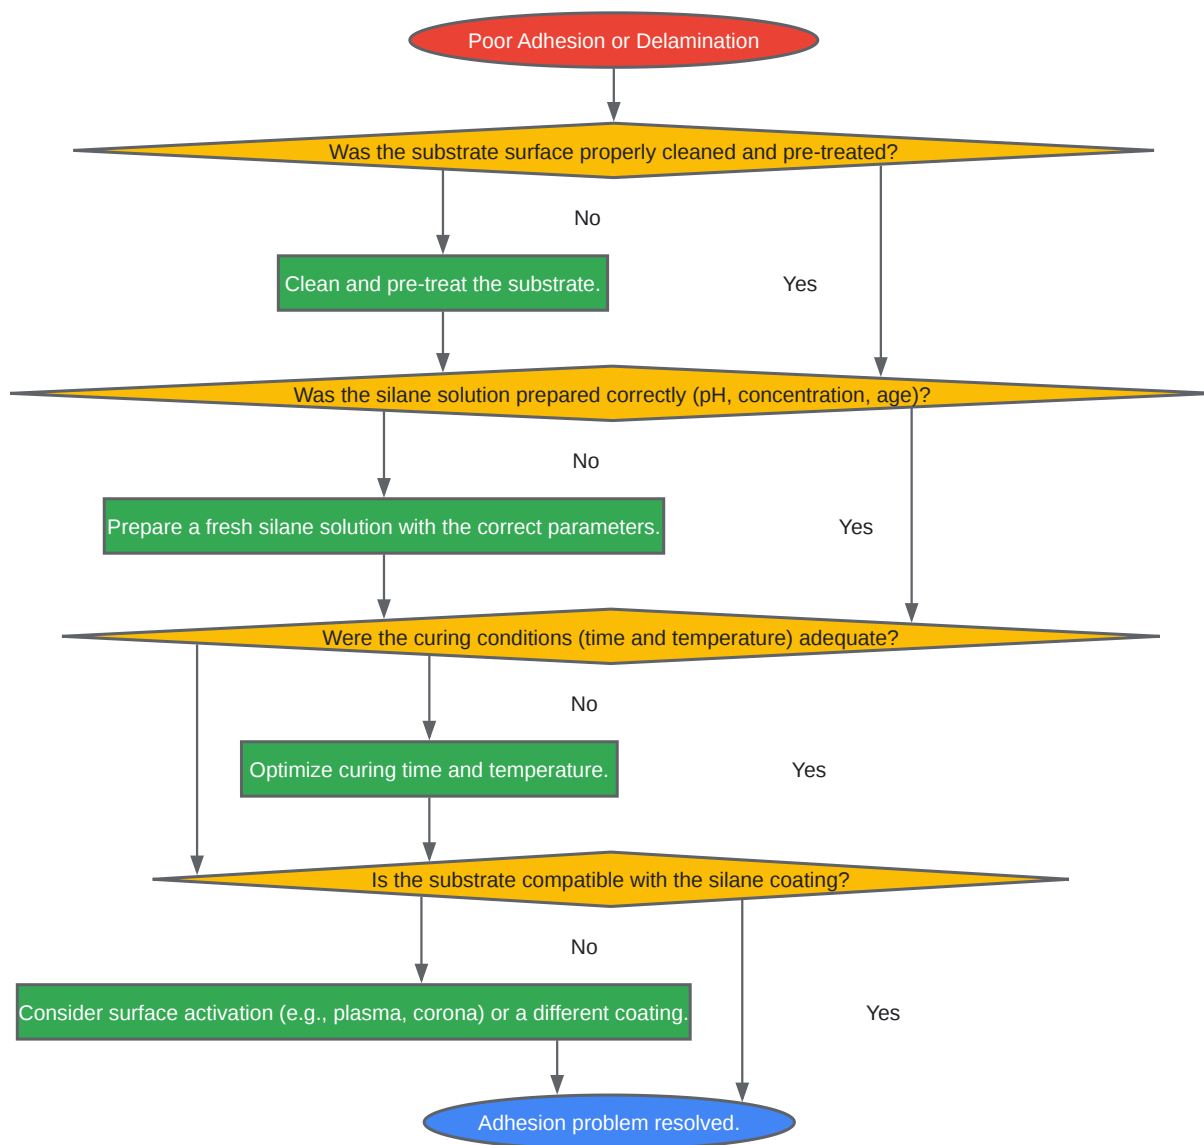 Poor Adhesion or Delamination
Was the substrate surface properly cleaned and pre-treated?
No
Clean and pre-treat the substrate.
Yes
Was the silane solution prepared correctly (pH, concentration, age)?
No
Prepare a fresh silane solution with the correct parameters.
Yes
Were the curing conditions (time and temperature) adequate?
No
Optimize curing time and temperature.
Yes
Is the substrate compatible with the silane coating?
No
Consider surface activation (e.g., plasma, corona) or a different coating.
Yes
Adhesion problem resolved.